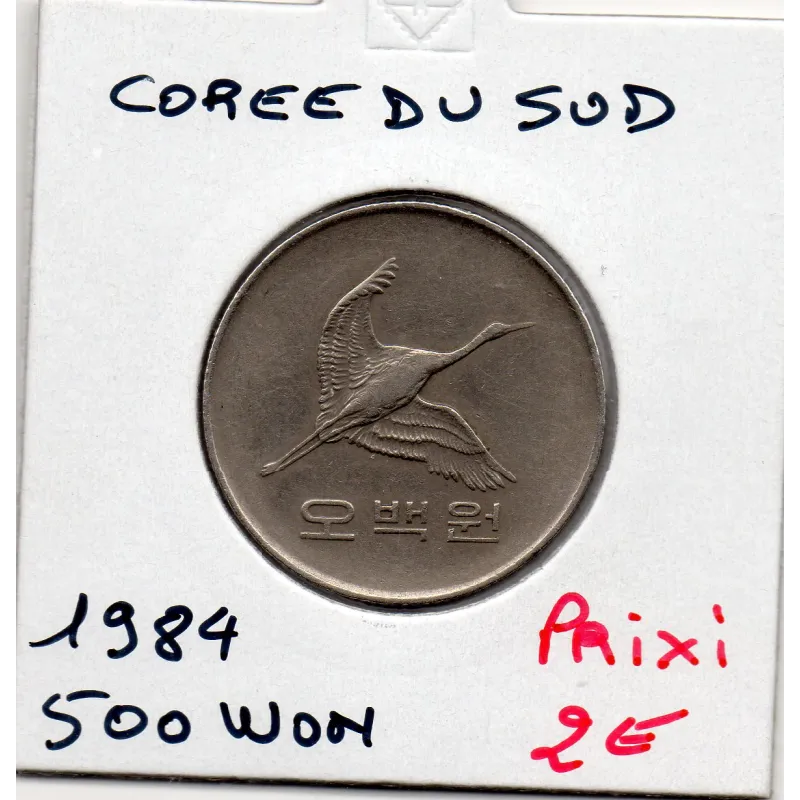 COREE DU SUD
오백원
1984
500 WON
PRixi
2€